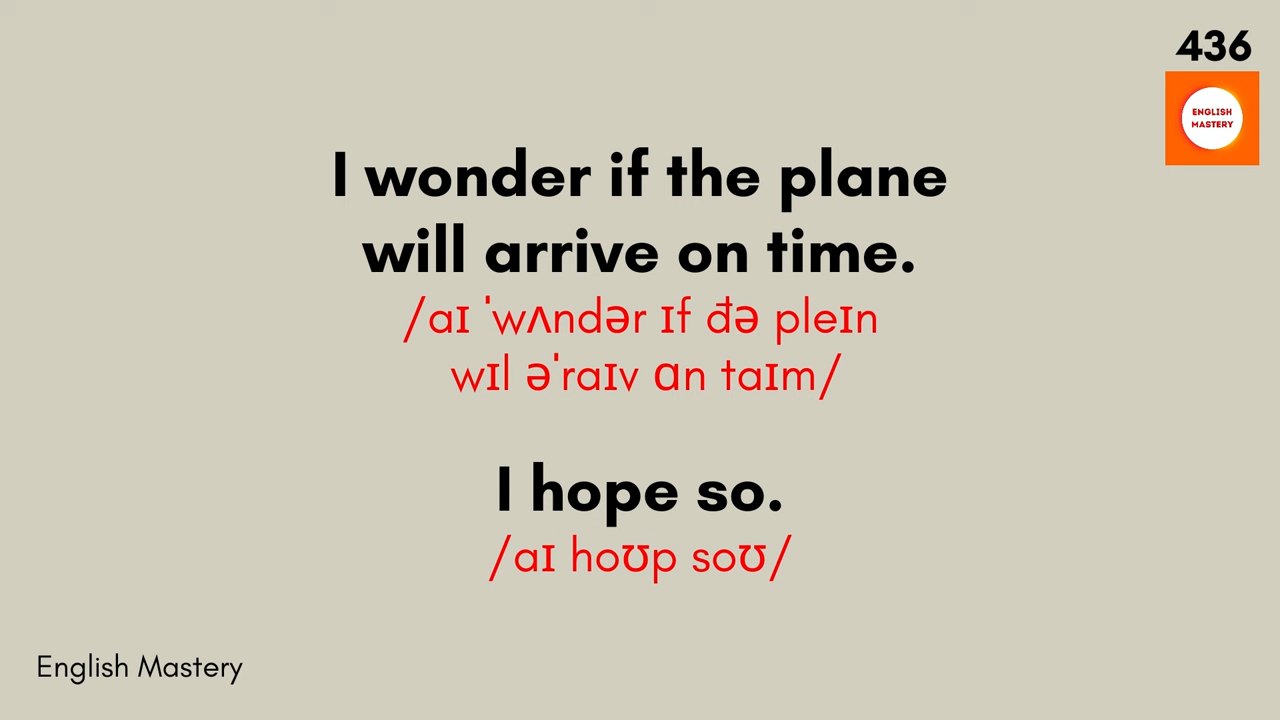 436
ENGLISH
MASTERY
I wonder if the plane
will arrive on time.
/aɪ ˈwʌndər ɪf đə pleɪn
wɪl əˈraɪv ɑn taɪm/
I hope so.
/aɪ hoʊp soʊ/
English Mastery